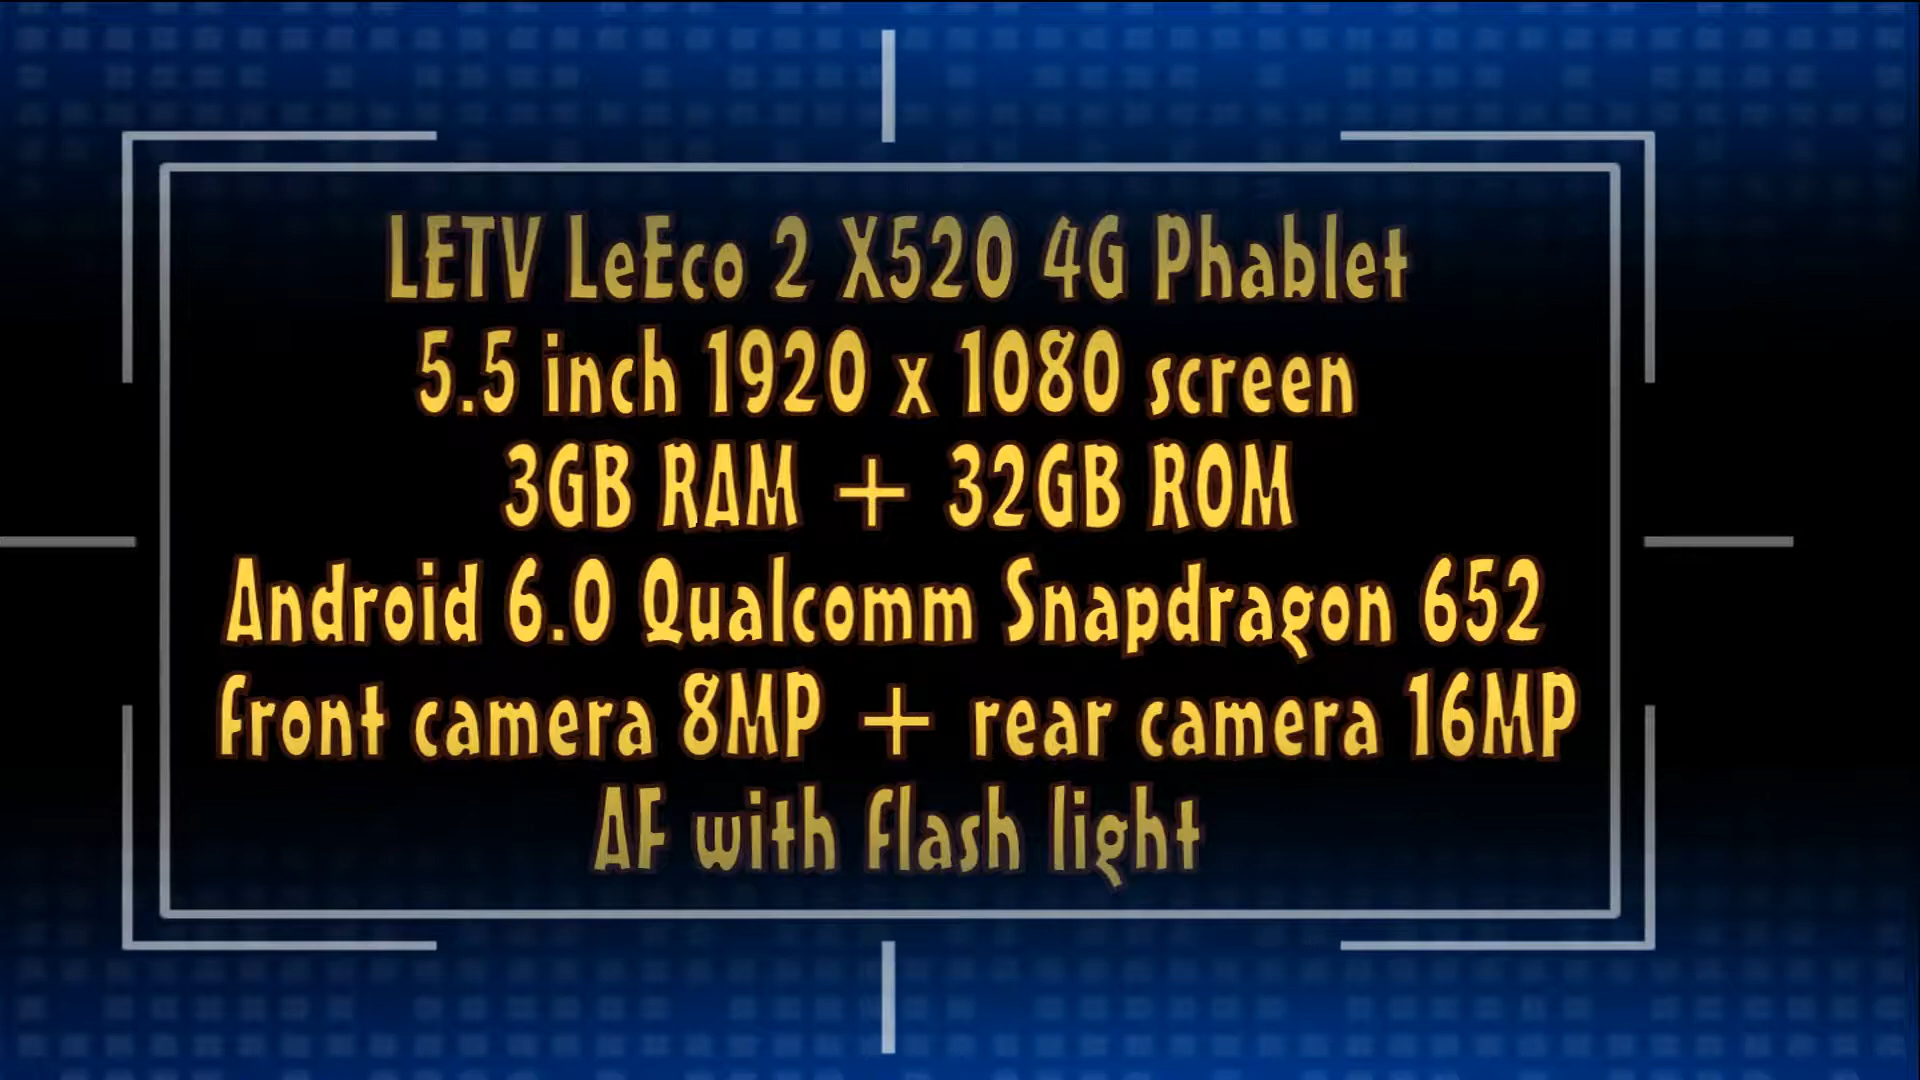 LETV LeEco 2 X520 4G Phablet
5.5 inch 1920 x 1080 screen
3GB RAM + 32GB ROM
Android 6.0 Qualcomm Snapdragon 652
front camera 8MP + rear camera 16MP
AF with flash light